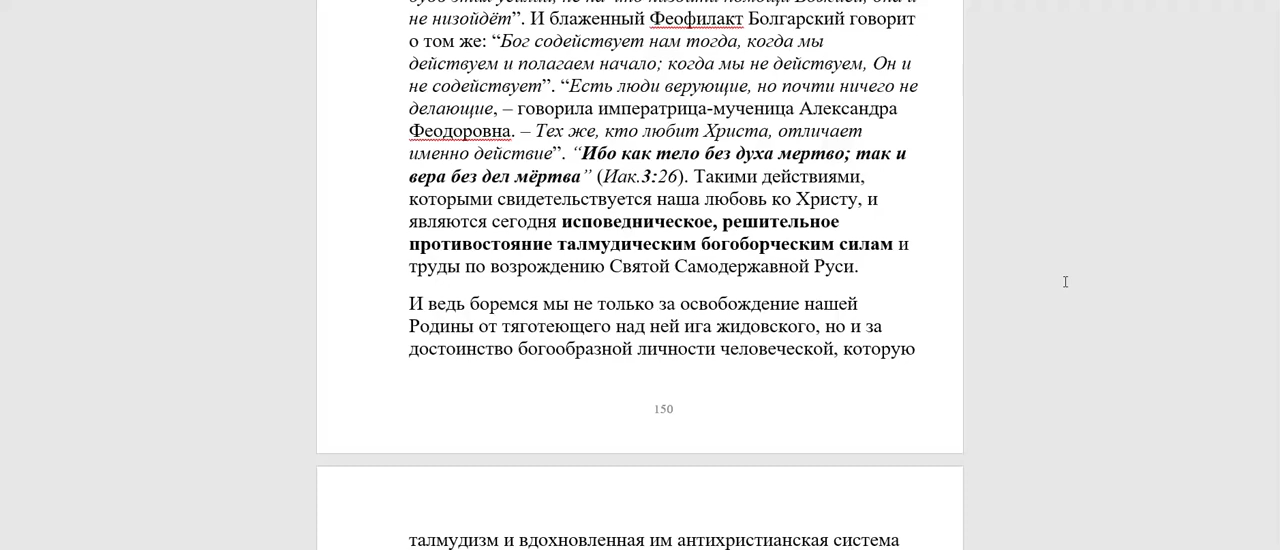 не низойдёт”. И блаженный Феофилакт Болгарский говорит
о том же: “Бог содействует нам тогда, когда мы
действуем и полагаем начало; когда мы не действуем, Он и
не содействует”. “Есть люди верующие, но почти ничего не
делающие, – говорила императрица-мученица Александра
Феодоровна. – Тех же, кто любит Христа, отличает
именно действие”. “Ибо как тело без духа мертво; так и
вера без дел мёртва” (Иак.3:26). Такими действиями,
которыми свидетельствуется наша любовь ко Христу, и
являются сегодня исповедническое, решительное
противостояние талмудическим богоборческим силам и
труды по возрождению Святой Самодержавной Руси.
И ведь боремся мы не только за освобождение нашей
Родины от тяготеющего над ней ига жидовского, но и за
достоинство богообразной личности человеческой, которую
150
талмудизм и вдохновленная им антихристианская система